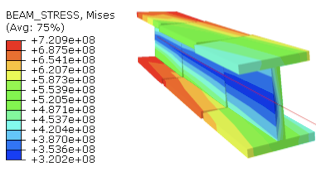 BEAM_STRESS, Mises
(Avg: 75%)
+7.209e+08
+6.875e+08
+6.541e+08
+6.207e+08
+5.873e+08
+5.539e+08
+5.205e+08
+4.871e+08
+4.537e+08
+4.204e+08
+3.870e+08
+3.536e+08
+3.202e+08